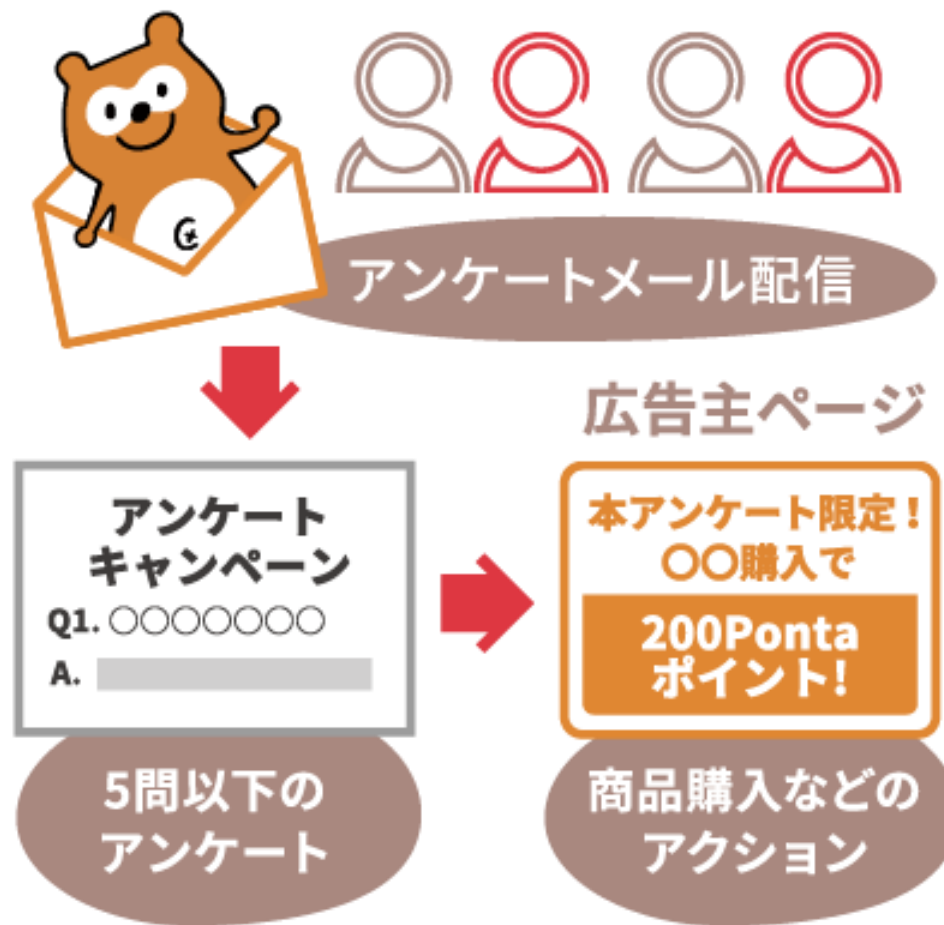 アンケートメール配信
広告主ページ
アンケート
キャンペーン
Q1. 〇〇〇〇〇〇〇
A.
本アンケート限定！
〇〇購入で
200Ponta
ポイント!
5問以下の
アンケート
商品購入などの
アクション